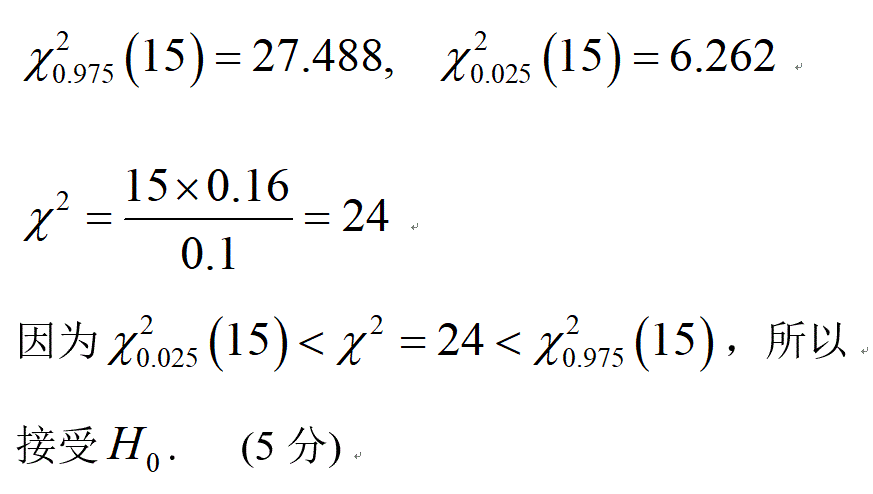 χ²₀.₉₇₅(15)=27.488, χ²₀.₀₂₅(15)=6.262
χ² = (15×0.16)/0.1 = 24
因为χ²₀.₀₂₅(15)<χ²=24<χ²₀.₉₇₅(15)，所以
接受H₀. (5分)